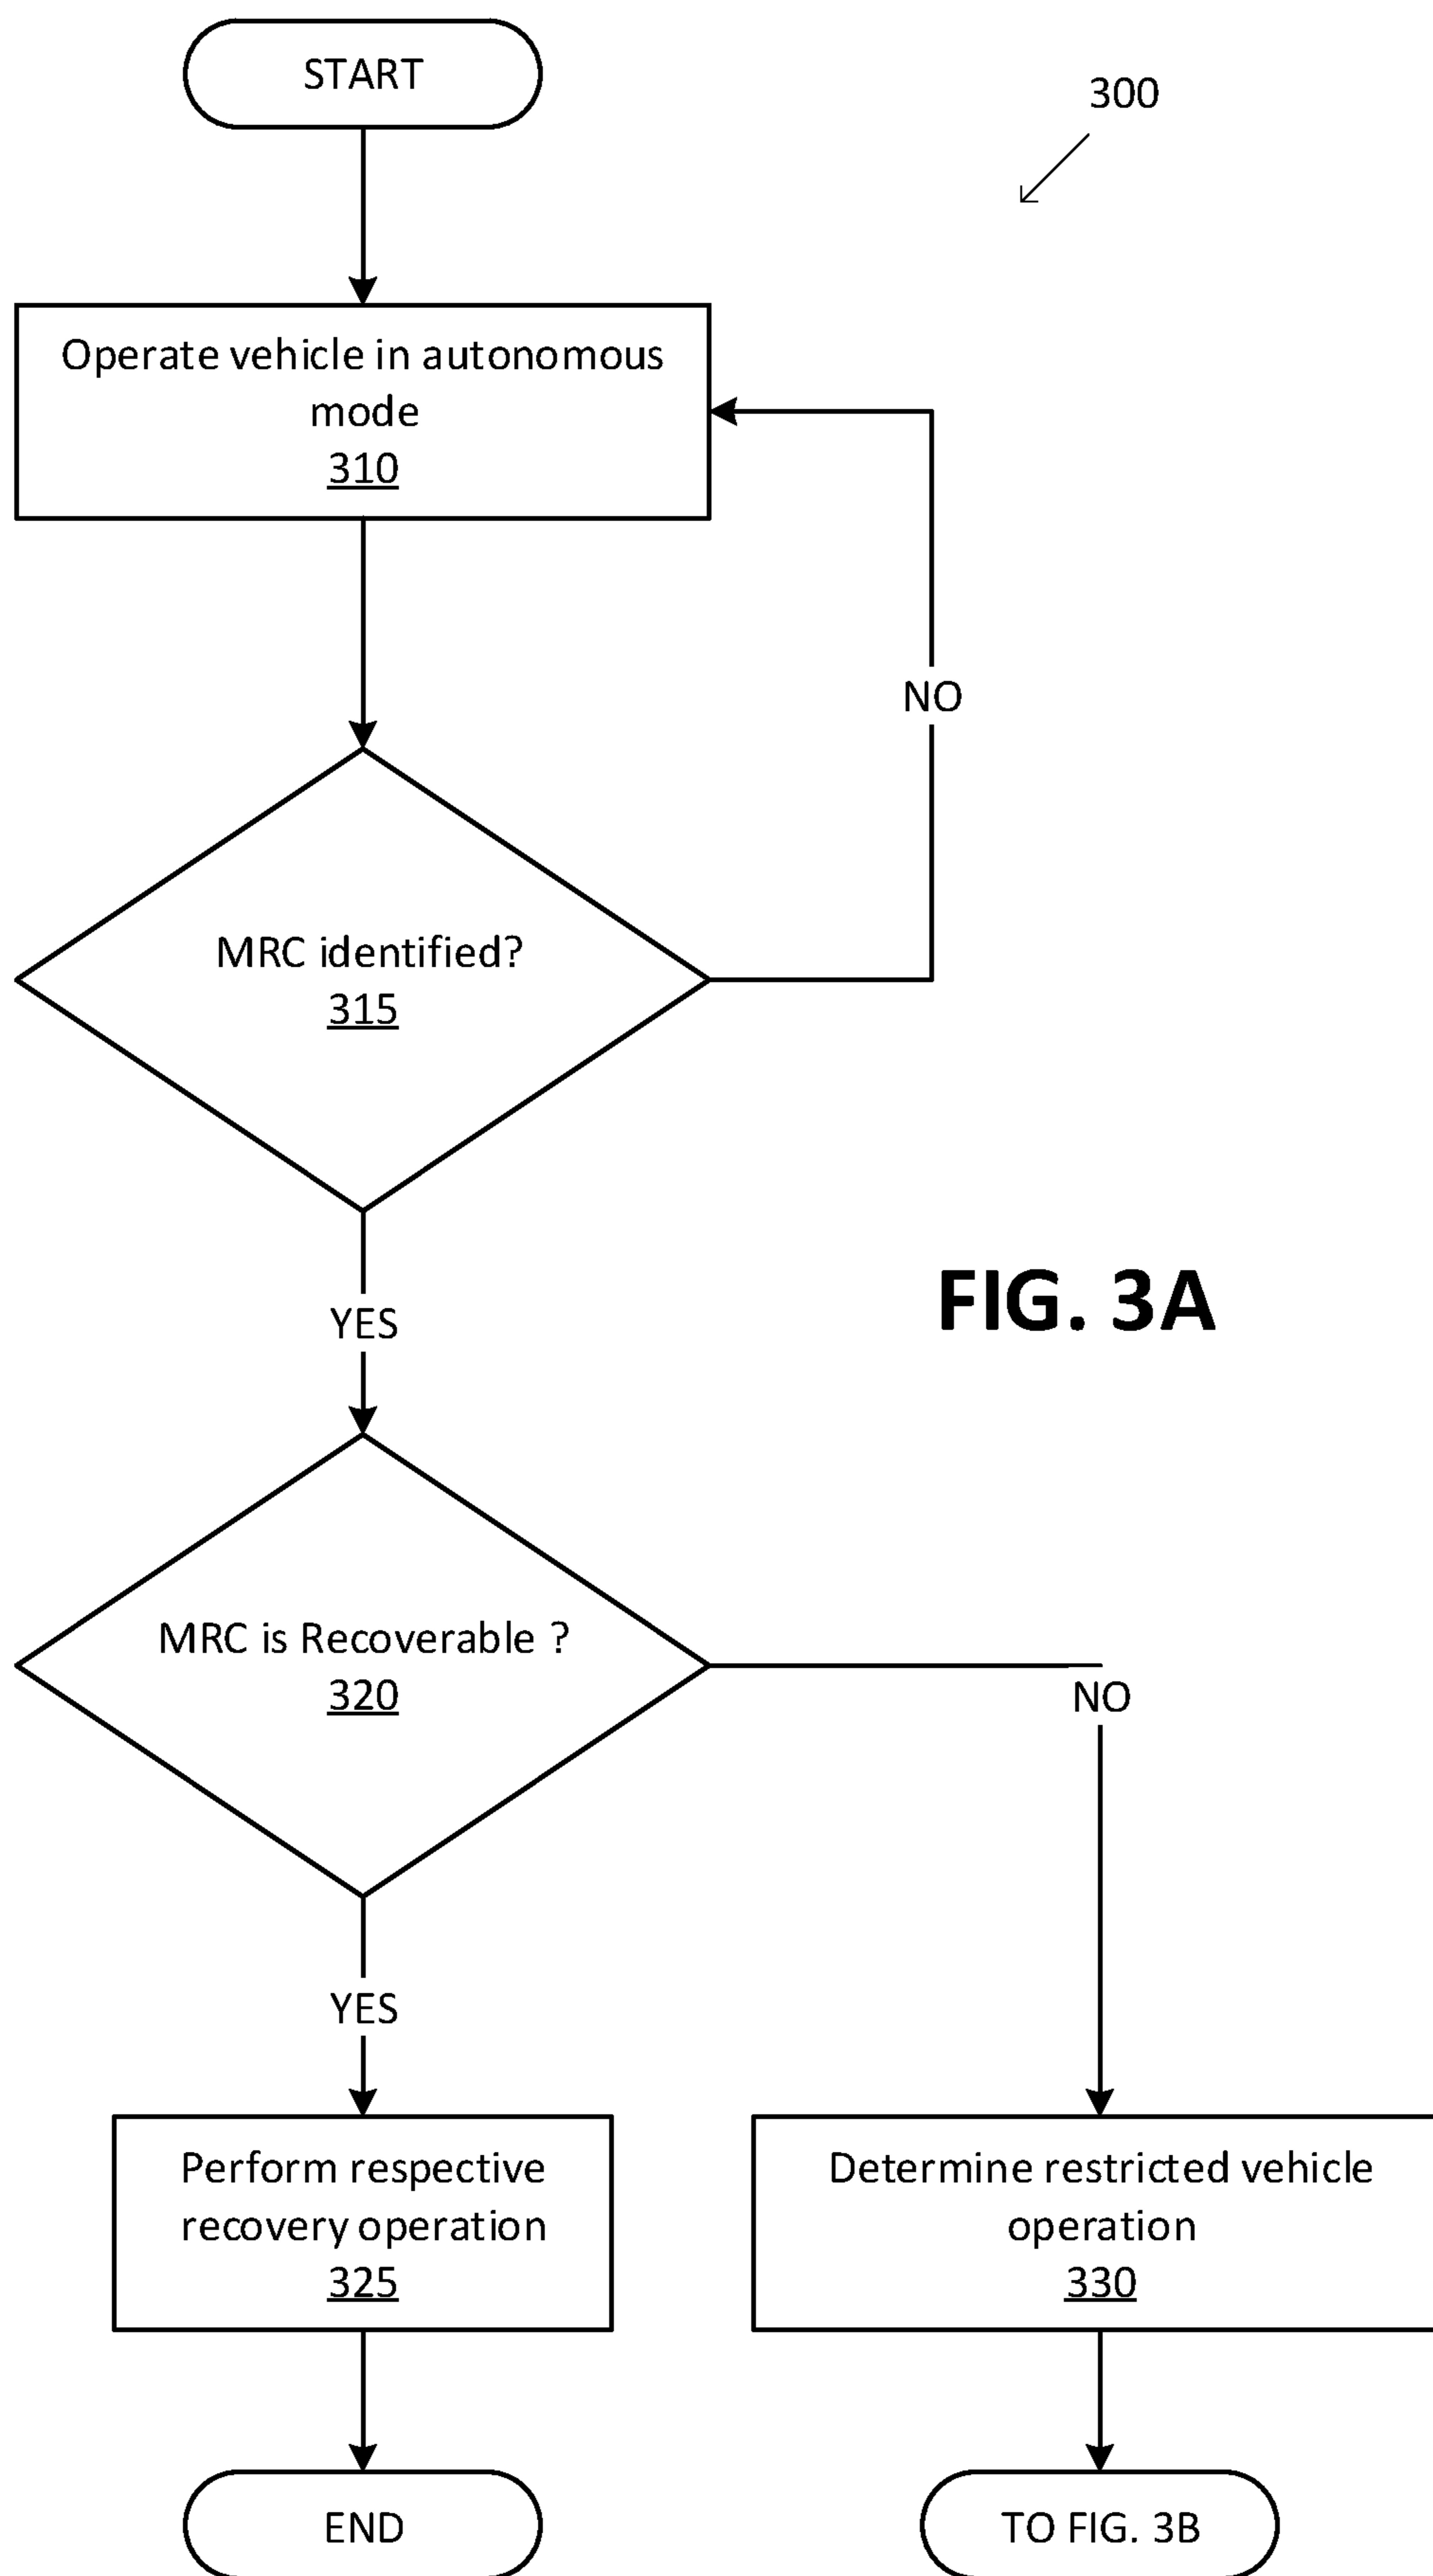 START
300
Operate vehicle in autonomous
mode
310
NO
MRC identified?
315
YES
FIG. 3A
MRC is Recoverable ?
320
NO
YES
Perform respective
recovery operation
325
Determine restricted vehicle
operation
330
END
TO FIG. 3B